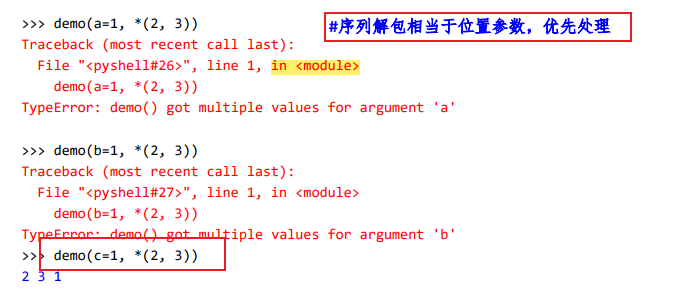 >>> demo(a=1, *(2, 3))
#序列解包相当于位置参数，优先处理
Traceback (most recent call last):
  File "<pyshell#26>", line 1, in <module>
    demo(a=1, *(2, 3))
TypeError: demo() got multiple values for argument 'a'
>>> demo(b=1, *(2, 3))
Traceback (most recent call last):
  File "<pyshell#27>", line 1, in <module>
    demo(b=1, *(2, 3))
TypeError: demo() got multiple values for argument 'b'
>>> demo(c=1, *(2, 3))
2 3 1